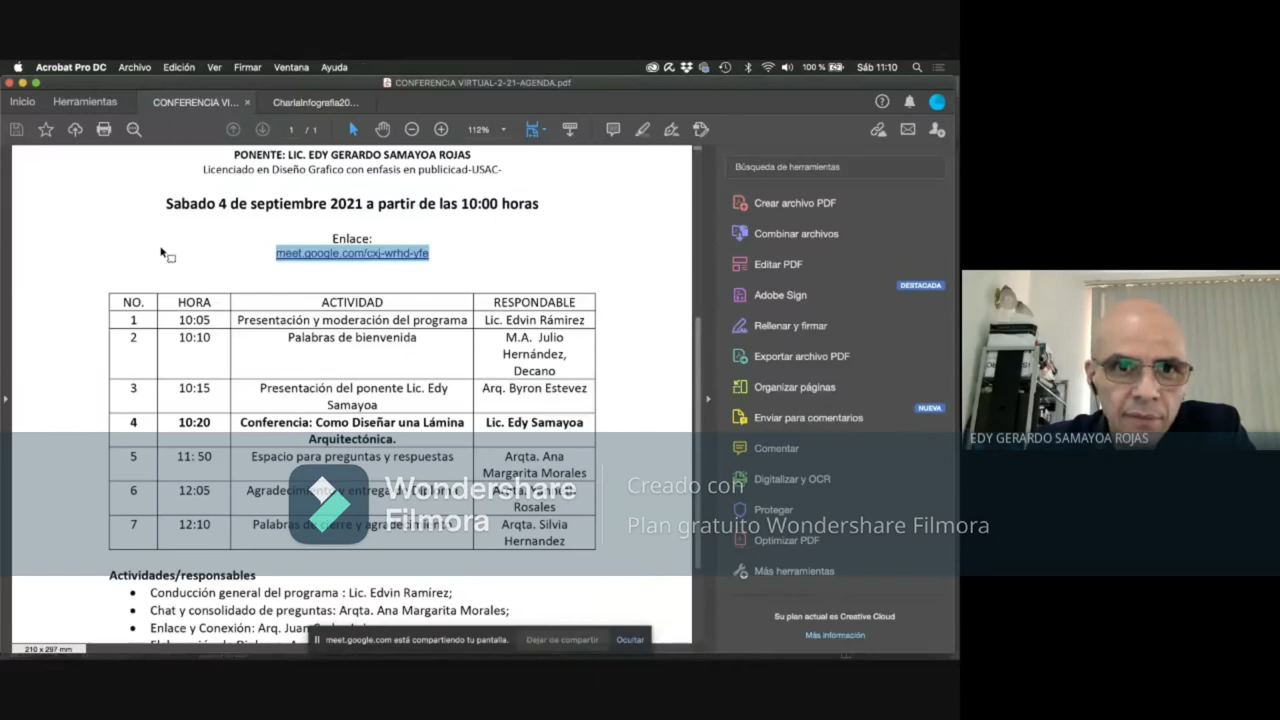 Acrobat Pro DC Archivo Edición Ver Firmar Ventana Ayuda 100 % Sáb 11:10
CONFERENCIA VIRTUAL-2-21-AGENDA.pdf
Inicio Herramientas CONFERENCIA VI... × CharlaInfografia20...
1 / 1 112%
PONENTE: LIC. EDY GERARDO SAMAYOA ROJAS
Licenciado en Diseño Grafico con enfasis en publicicad-USAC-
Sabado 4 de septiembre 2021 a partir de las 10:00 horas
Enlace:
meet.google.com/cxj-wrhd-yfe
NO. HORA ACTIVIDAD RESPONDABLE
1 10:05 Presentación y moderación del programa Lic. Edvin Rámirez
2 10:10 Palabras de bienvenida M.A. Julio
Hernández,
Decano
3 10:15 Presentación del ponente Lic. Edy Arq. Byron Estevez
Samayoa
4 10:20 Conferencia: Como Diseñar una Lámina Lic. Edy Samayoa
Arquitectónica.
5 11: 50 Espacio para preguntas y respuestas Arqta. Ana
Margarita Morales
6 12:05 Agradecimiento y entrega de Diploma
Rosales
7 12:10 Palabras de cierre y agradecimiento Arqta. Silvia
Hernandez
Actividades/responsables
• Conducción general del programa : Lic. Edvin Ramírez;
• Chat y consolidado de preguntas: Arqta. Ana Margarita Morales;
• Enlace y Conexión: Arq. Juan
meet.google.com está compartiendo tu pantalla. Dejar de compartir Ocultar
210 x 297 mm
Búsqueda de herramientas
Crear archivo PDF
Combinar archivos
Editar PDF
DESTACADA
Adobe Sign
Rellenar y firmar
Exportar archivo PDF
Organizar páginas
NUEVA
Enviar para comentarios
Comentar
Digitalizar y OCR
Proteger
Optimizar PDF
Más herramientas
Su plan actual es Creative Cloud
Más información
EDY GERARDO SAMAYOA ROJAS
Wondershare
Filmora
Creado con
Plan gratuito Wondershare Filmora